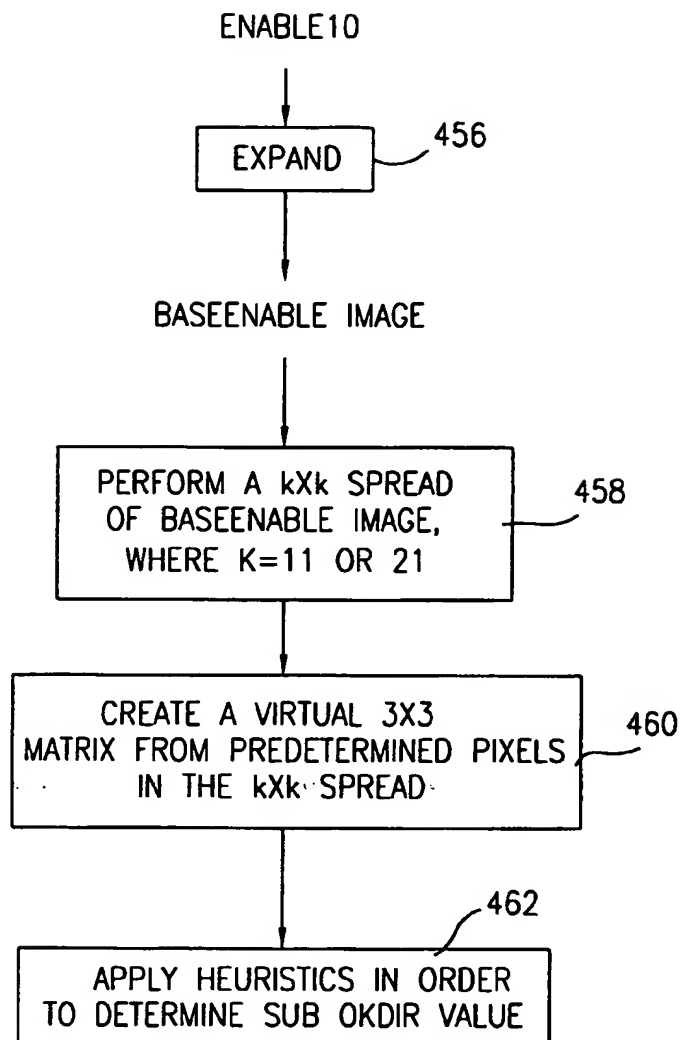 ENABLE10
EXPAND
456
BASEENABLE IMAGE
PERFORM A kXk SPREAD
OF BASEENABLE IMAGE,
WHERE K=11 OR 21
458
CREATE A VIRTUAL 3X3
MATRIX FROM PREDETERMINED PIXELS
IN THE kXk SPREAD
460
462
APPLY HEURISTICS IN ORDER
TO DETERMINE SUB OKDIR VALUE